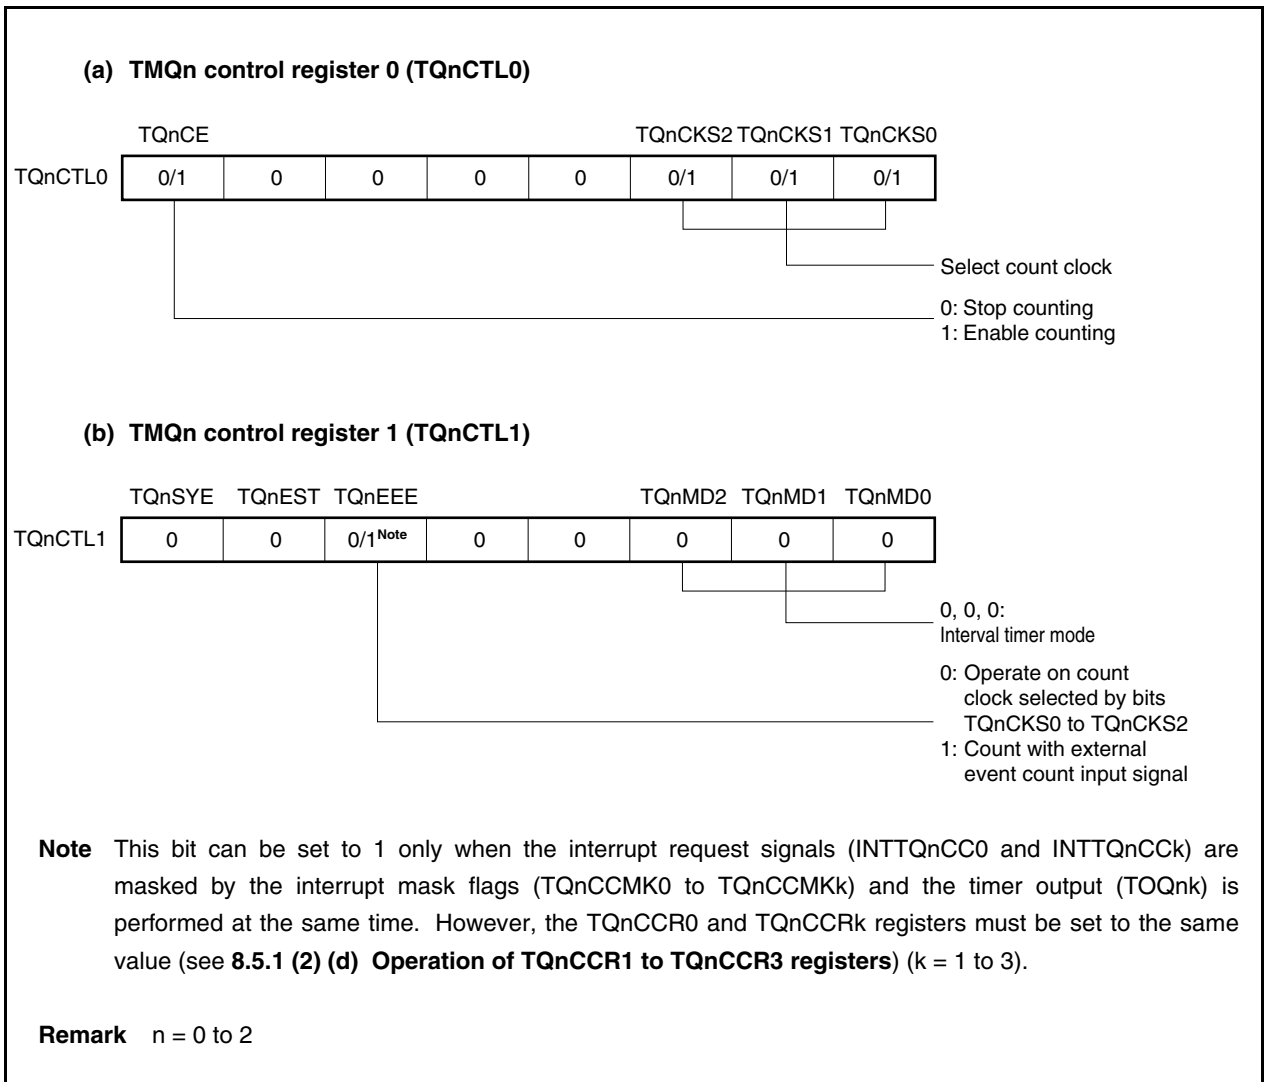 (a) TMQn control register 0 (TQnCTL0)
TQnCE TQnCKS2 TQnCKS1 TQnCKS0
TQnCTL0 0/1 0 0 0 0 0/1 0/1 0/1
Select count clock
0: Stop counting
1: Enable counting
(b) TMQn control register 1 (TQnCTL1)
TQnSYE TQnEST TQnEEE TQnMD2 TQnMD1 TQnMD0
TQnCTL1 0 0 0/1Note 0 0 0 0 0
0, 0, 0:
Interval timer mode
0: Operate on count
clock selected by bits
TQnCKS0 to TQnCKS2
1: Count with external
event count input signal
Note This bit can be set to 1 only when the interrupt request signals (INTTQnCC0 and INTTQnCCk) are
masked by the interrupt mask flags (TQnCCMK0 to TQnCCMKk) and the timer output (TOQnk) is
performed at the same time. However, the TQnCCR0 and TQnCCRk registers must be set to the same
value (see 8.5.1 (2) (d) Operation of TQnCCR1 to TQnCCR3 registers) (k = 1 to 3).
Remark n = 0 to 2